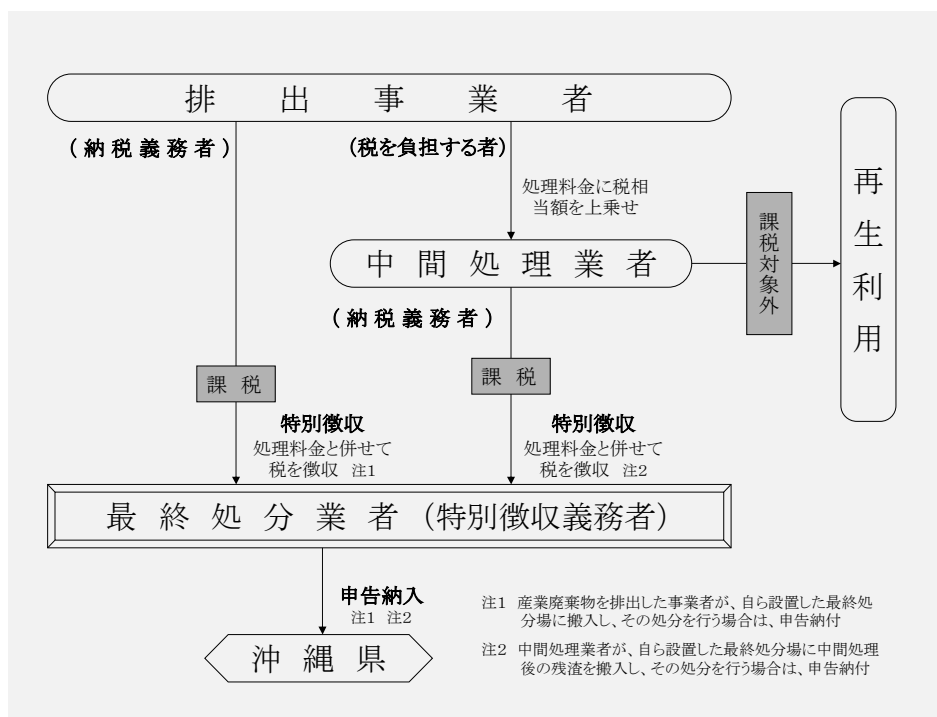 排出事業者
(納税義務者)
(税を負担する者)
処理料金に税相
当額を上乗せ
中間処理業者
(納税義務者)
課税対象外
再生利用
課税
課税
特別徴収
処理料金と併せて
税を徴収 注1
特別徴収
処理料金と併せて
税を徴収 注2
最終処分業者(特別徴収義務者)
申告納入
注1 注2
沖縄県
注1 産業廃棄物を排出した事業者が、自ら設置した最終処
分場に搬入し、その処分を行う場合は、申告納付
注2 中間処理業者が、自ら設置した最終処分場に中間処理
後の残渣を搬入し、その処分を行う場合は、申告納付